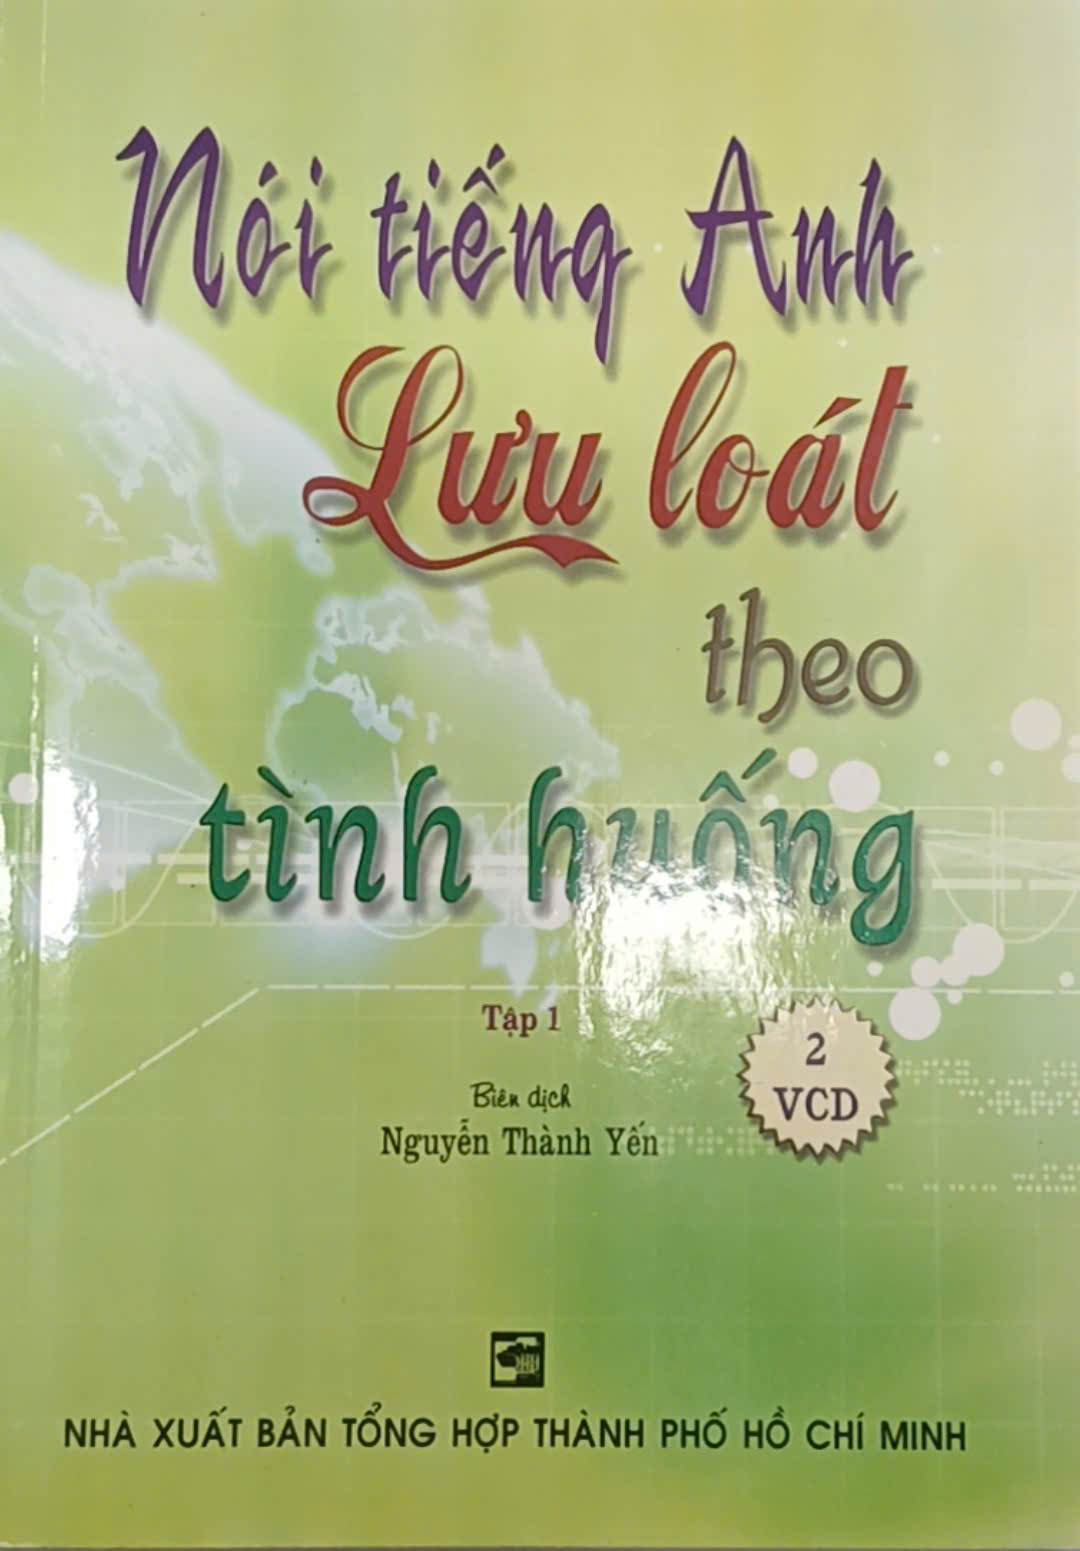 Nói tiếng Anh
Lưu loát
theo
tình huống
Tập 1
2
VCD
Biên dịch
Nguyễn Thành Yến
NHÀ XUẤT BẢN TỔNG HỢP THÀNH PHỐ HỒ CHÍ MINH